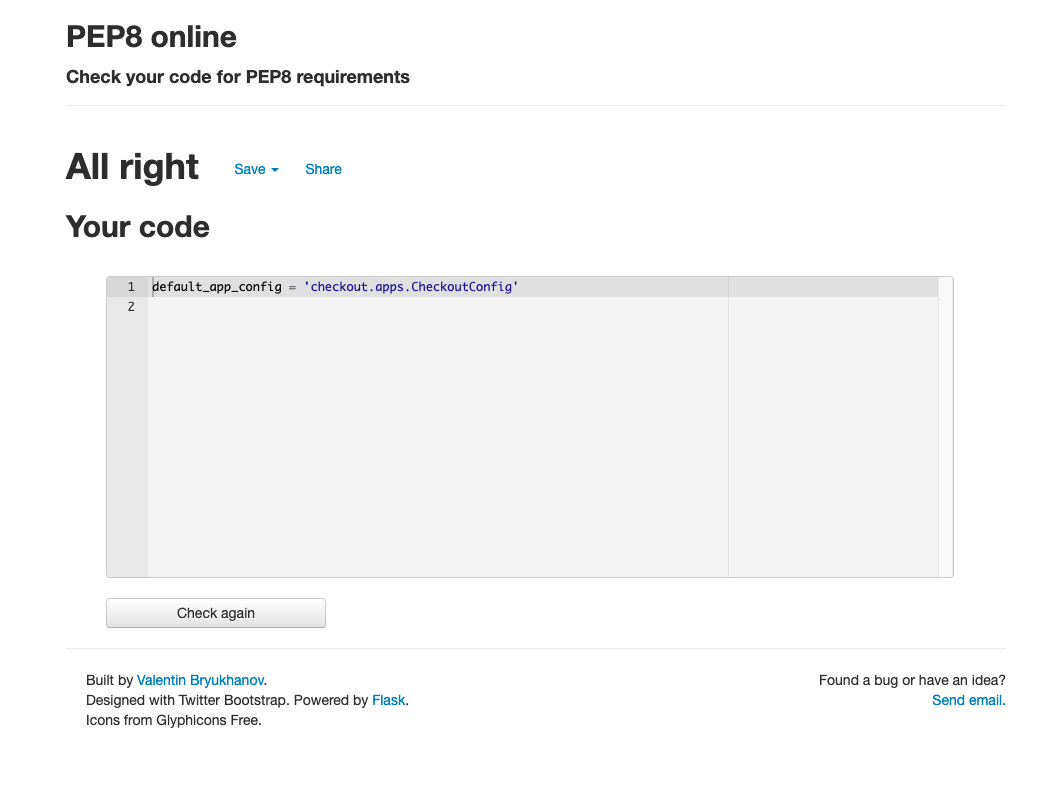 PEP8 online
Check your code for PEP8 requirements
All right Save Share
Your code
1 default_app_config = 'checkout.apps.CheckoutConfig'
2
Check again
Built by Valentin Bryukhanov. Found a bug or have an idea?
Designed with Twitter Bootstrap. Powered by Flask. Send email.
Icons from Glyphicons Free.